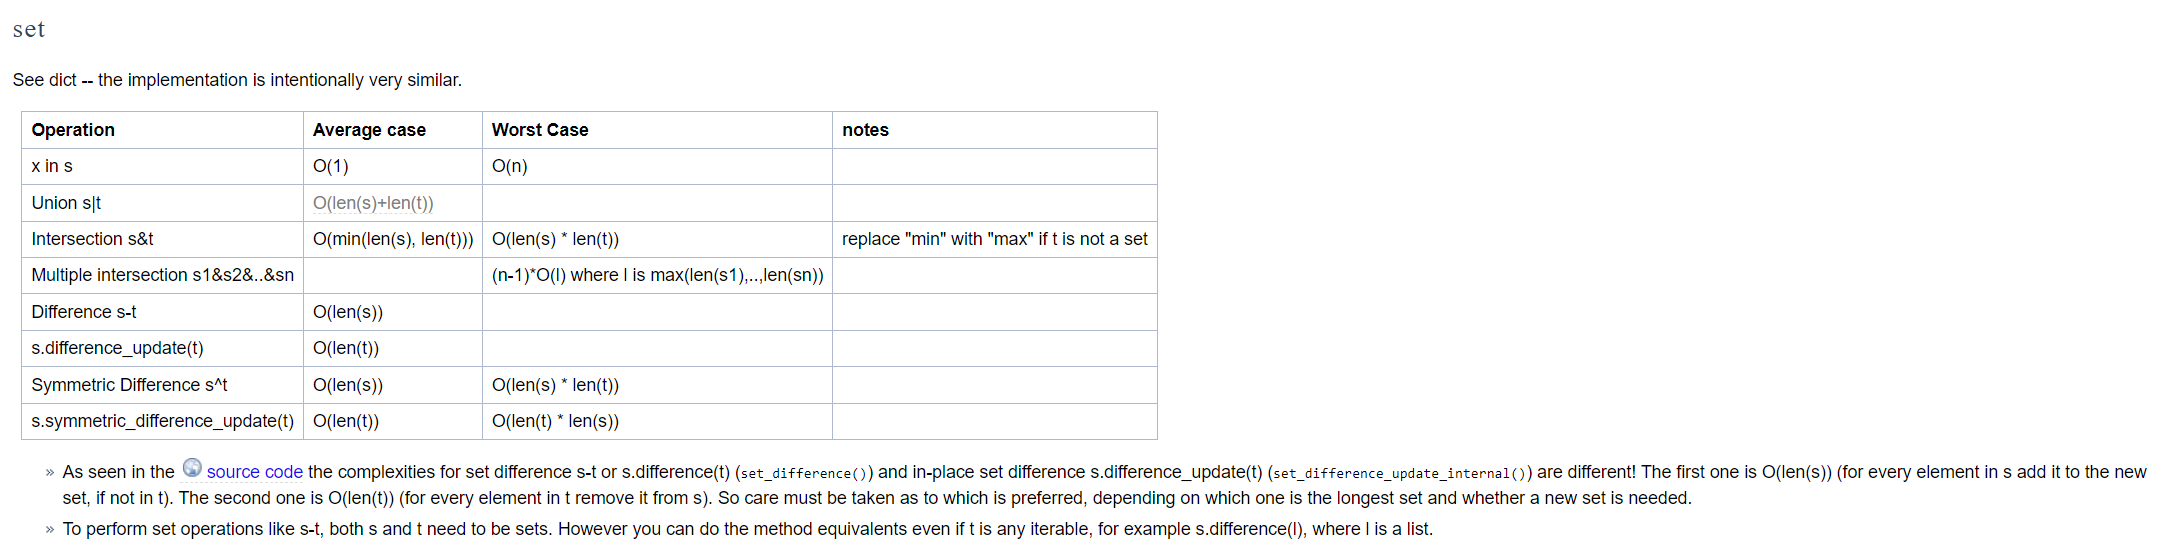 set
See dict -- the implementation is intentionally very similar.
Operation Average case Worst Case notes
x in s O(1) O(n)
Union s|t O(len(s)+len(t))
Intersection s&t O(min(len(s), len(t))) O(len(s) * len(t)) replace "min" with "max" if t is not a set
Multiple intersection s1&s2&..&sn (n-1)*O(l) where l is max(len(s1),..,len(sn))
Difference s-t O(len(s))
s.difference_update(t) O(len(t))
Symmetric Difference s^t O(len(s)) O(len(s) * len(t))
s.symmetric_difference_update(t) O(len(t)) O(len(t) * len(s))
» As seen in the source code the complexities for set difference s-t or s.difference(t) (set_difference()) and in-place set difference s.difference_update(t) (set_difference_update_internal()) are different! The first one is O(len(s)) (for every element in s add it to the new
set, if not in t). The second one is O(len(t)) (for every element in t remove it from s). So care must be taken as to which is preferred, depending on which one is the longest set and whether a new set is needed.
» To perform set operations like s-t, both s and t need to be sets. However you can do the method equivalents even if t is any iterable, for example s.difference(l), where l is a list.